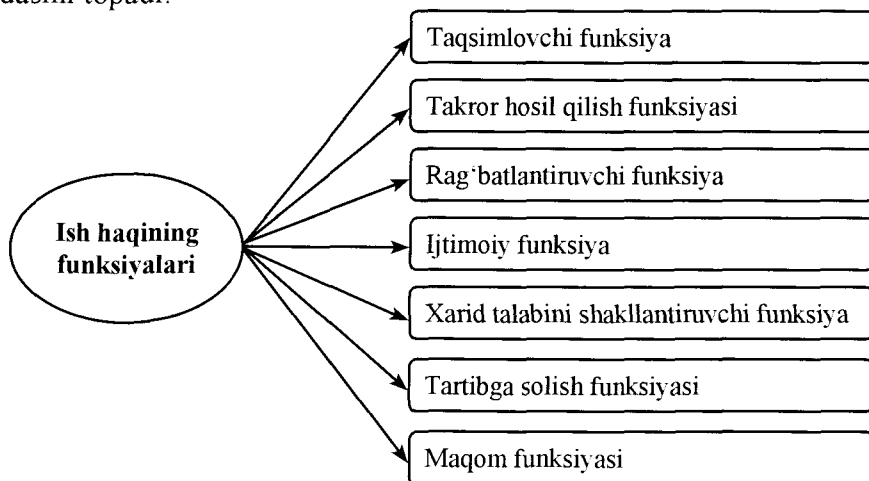 topadi.
Taqsimlovchi funksiya
Takror hosil qilish funksiyasi
Rag‘batlantiruvchi funksiya
Ish haqining
funksiyalari
Ijtimoiy funksiya
Xarid talabini shakllantiruvchi funksiya
Tartibga solish funksiyasi
Maqom funksiyasi